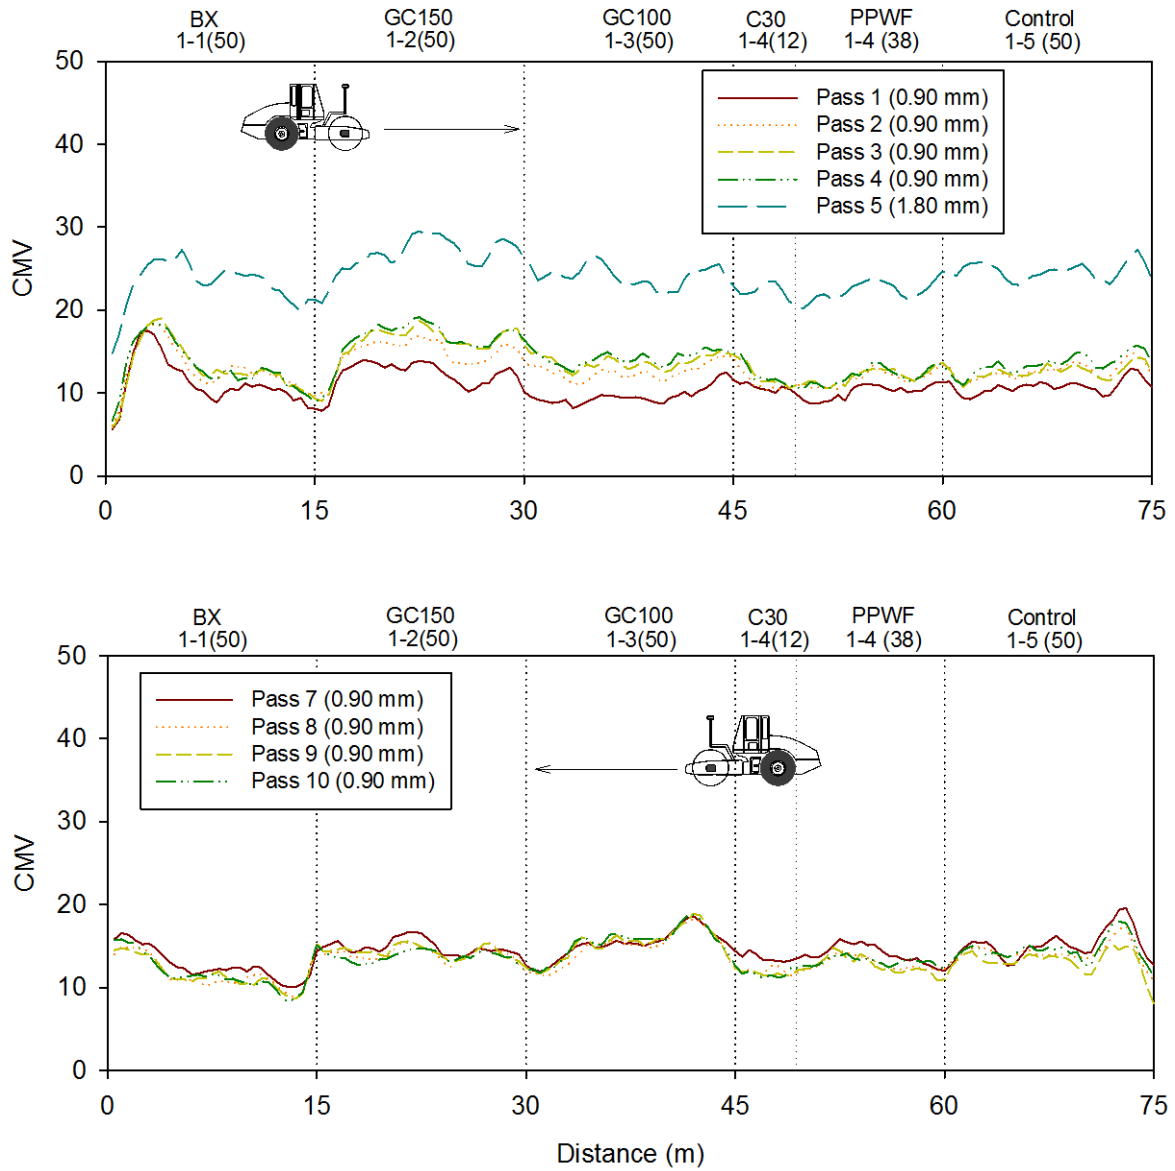 BX GC150 GC100 C30 PPWF Control
1-1(50) 1-2(50) 1-3(50) 1-4(12) 1-4 (38) 1-5 (50)
50
40
30
20
10
0
CMV
Pass 1 (0.90 mm)
Pass 2 (0.90 mm)
Pass 3 (0.90 mm)
Pass 4 (0.90 mm)
Pass 5 (1.80 mm)
0 15 30 45 60 75
BX GC150 GC100 C30 PPWF Control
1-1(50) 1-2(50) 1-3(50) 1-4(12) 1-4 (38) 1-5 (50)
50
40
30
20
10
0
CMV
Pass 7 (0.90 mm)
Pass 8 (0.90 mm)
Pass 9 (0.90 mm)
Pass 10 (0.90 mm)
0 15 30 45 60 75
Distance (m)